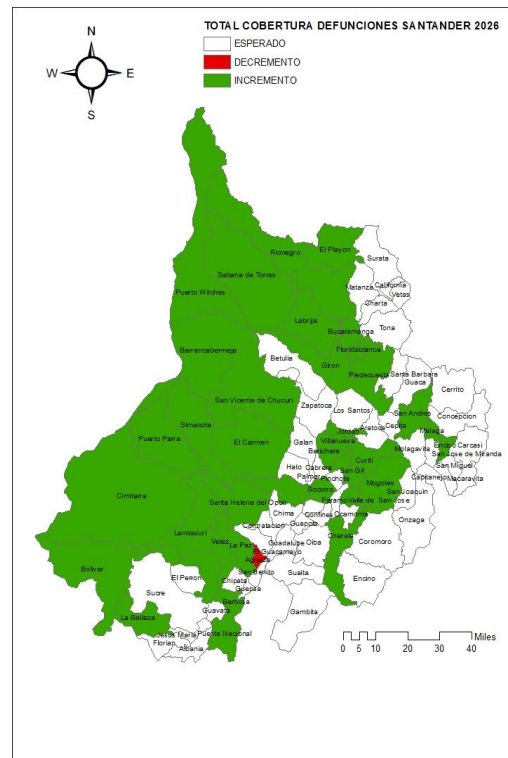 TOTAL COBERTURA DEFUNCIONES SANTANDER 2026
ESPERADO
DECREMENTO
INCREMENTO
N
W E
S
El Playon
Rionegro
Surata
Sabana de Torres
Matanza California
Vetas
Puerto Wilches
Charta
Lebrija
Tona
Bucaramanga
Barrancabermeja
Floridablanca
Betulia
Giron
Piedecuesta
Santa Barbara
Guaca
Cerrito
San Vicente de Chucuri
Zapatoca
Los Santos
San Andres
Concepcion
Cepita
Aratoca
Jordan
Malaga
Simacota
Puerto Parra
El Carmen
Galan
Villanueva
Barichara
Curiti
Molagavita
Enciso Carcasi
San Jose de Miranda
San Miguel
Hato Cabrera
San Gil
Palmar
Pinchote
Mogotes
Capitanejo
Macaravita
Cimitarra
Santa Helena del Opon
Socorro
San Joaquin
Paramo
Valle de San Jose
Chima
Confines
Ocamonte
Onzaga
Contratacion
Guapota
Landazuri
Velez
La Paz
Guadalupe
Oiba
Charala
Coromoro
El Guacamayo
Aguada
San Benito
Bolivar
El Penon
Chipata
Guepsa
Suaita
Encino
Sucre
Barbosa
Guavata
Gambita
La Belleza
Jesus Maria
Puente Nacional
Florian
Albania
Miles
0 5 10 20 30 40